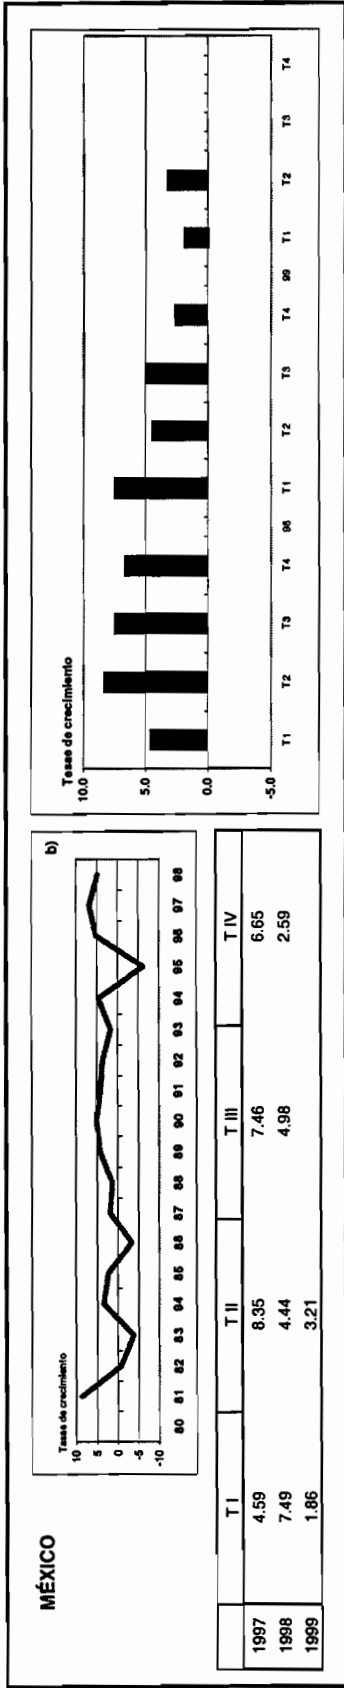 MÉXICO
b)
Tasas de crecimiento
10
5
0
-5
-10
80 81 82 83 94 85 86 87 88 89 90 91 92 93 94 95 96 97 98
T I T II T III T IV
1997 4.59 8.35 7.46 6.65
1998 7.49 4.44 4.98 2.59
1999 1.86 3.21
Tasas de crecimiento
10.0
5.0
0.0
-5.0
T1 T2 T3 T4 98 T1 T2 T3 T4 99 T1 T2 T3 T4